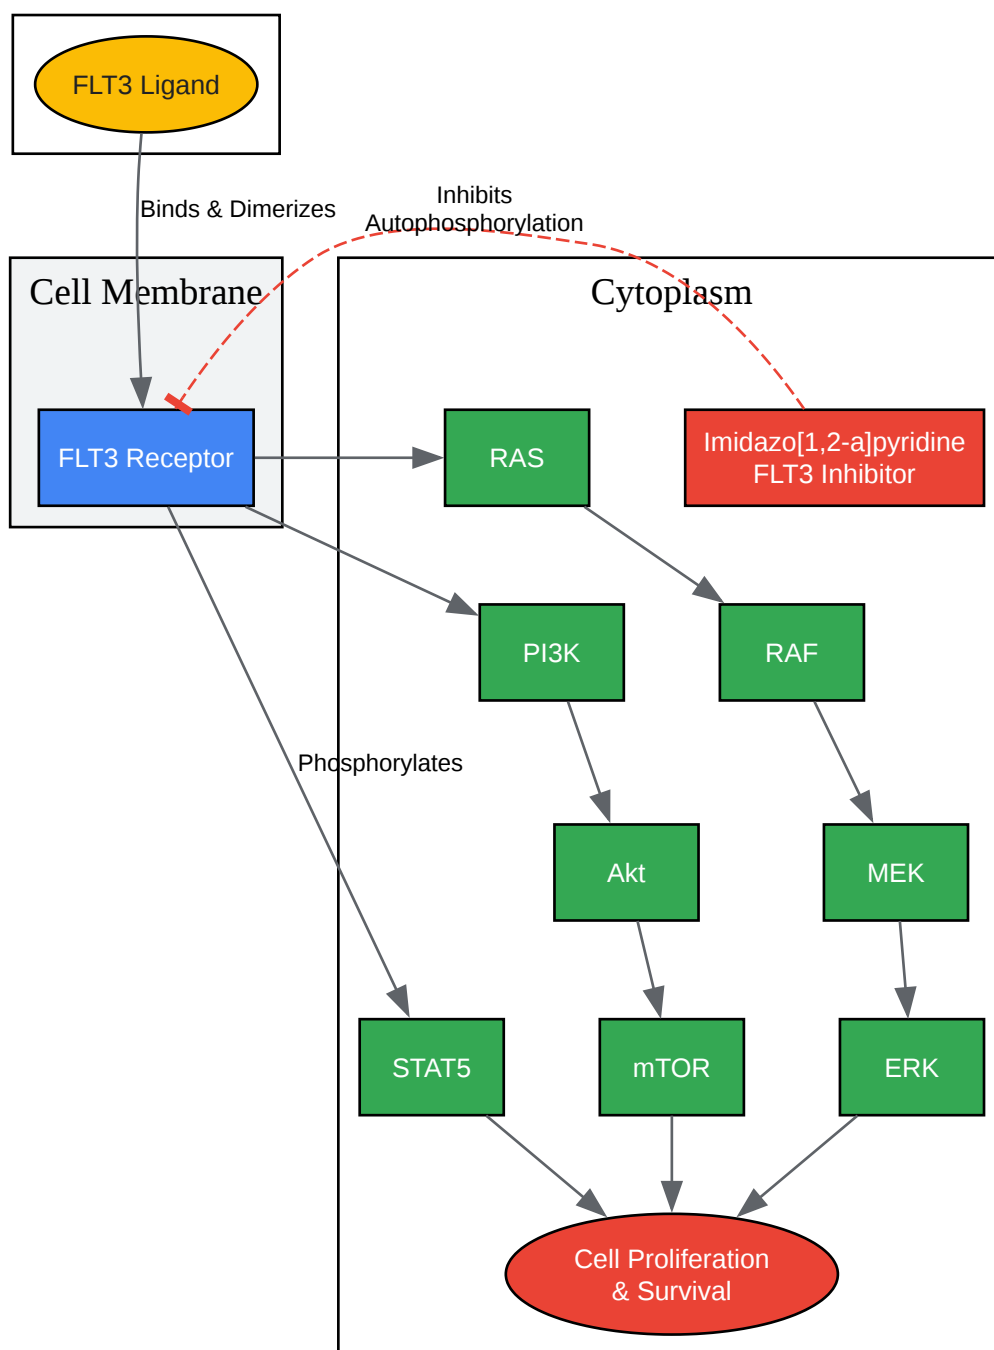 FLT3 Ligand
Binds & Dimerizes
Inhibits
Autophosphorylation
Cell Membrane
Cytoplasm
FLT3 Receptor
RAS
Imidazo[1,2-a]pyridine
FLT3 Inhibitor
PI3K
RAF
Phosphorylates
Akt
MEK
STAT5
mTOR
ERK
Cell Proliferation
& Survival